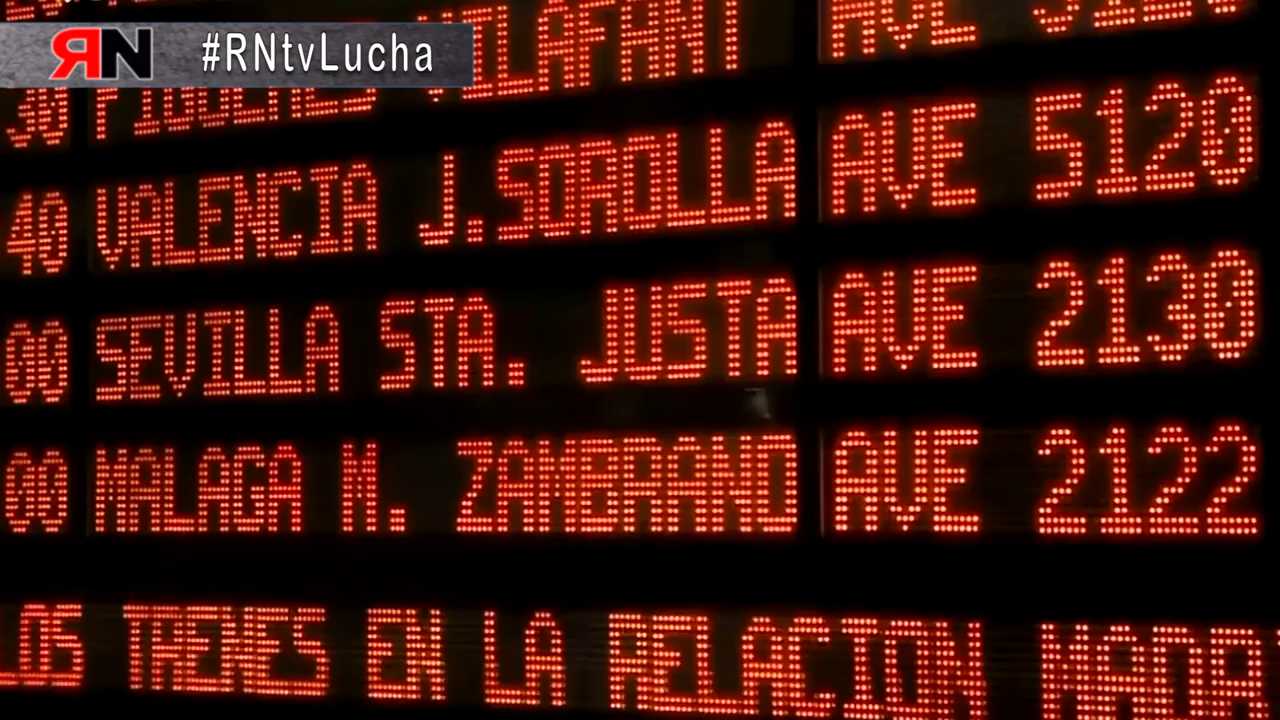 RN #RNtvLucha
VILAFANT AVE
30 FIGUERES
40 VALENCIA J.SOROLLA AVE 5120
00 SEVILLA STA. JUSTA AVE 2130
00 MALAGA M. ZAMBRANO AVE 2122
LOS TRENES EN LA RELACION MADR